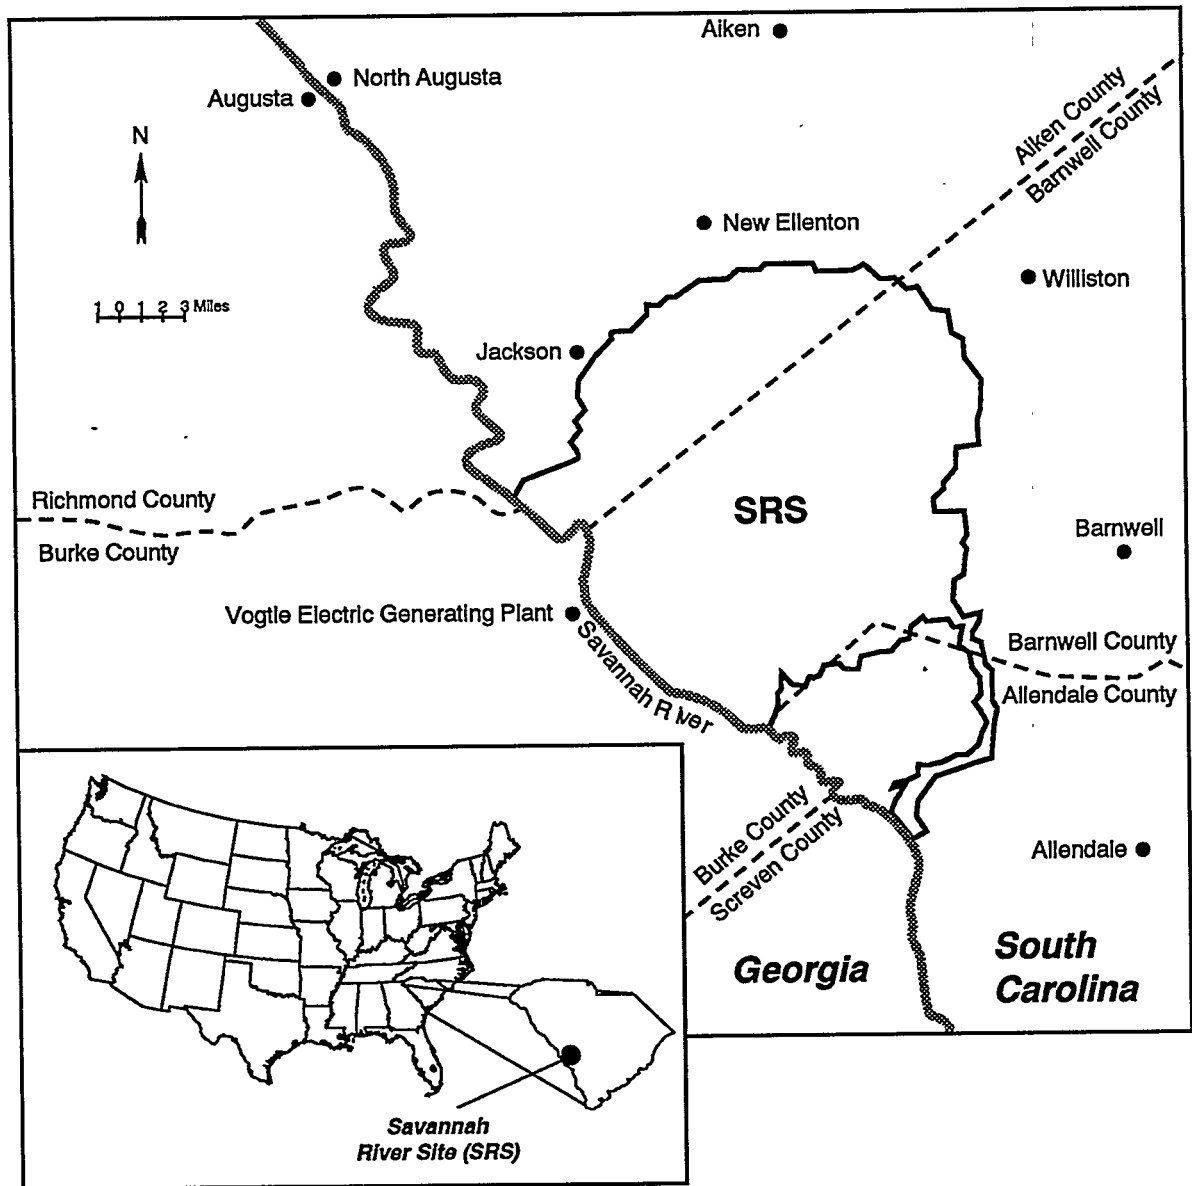 Aiken
North Augusta
Augusta
N
Aiken County
Barnwell County
New Ellenton
Williston
1 0 1 2 3 Miles
Jackson
Richmond County
Burke County
SRS
Barnwell
Vogtle Electric Generating Plant
Savannah River
Barnwell County
Allendale County
Burke County
Screven County
Allendale
Georgia
South
Carolina
Savannah
River Site (SRS)